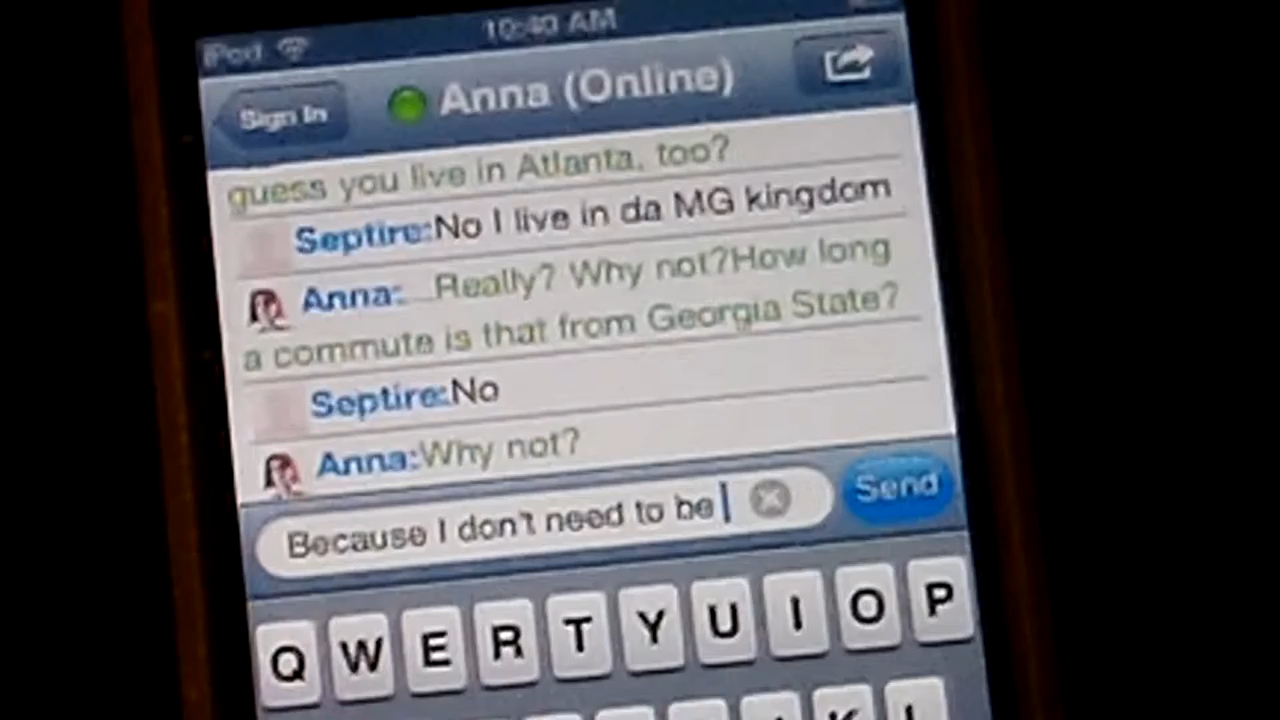 iPod 10:40 AM
Sign In Anna (Online)
guess you live in Atlanta, too?
Septire:No I live in da MG kingdom
Anna: Really? Why not?How long
a commute is that from Georgia State?
Septire:No
Anna:Why not?
Because I don't need to be Send
Q W E R T Y U I O P
K L